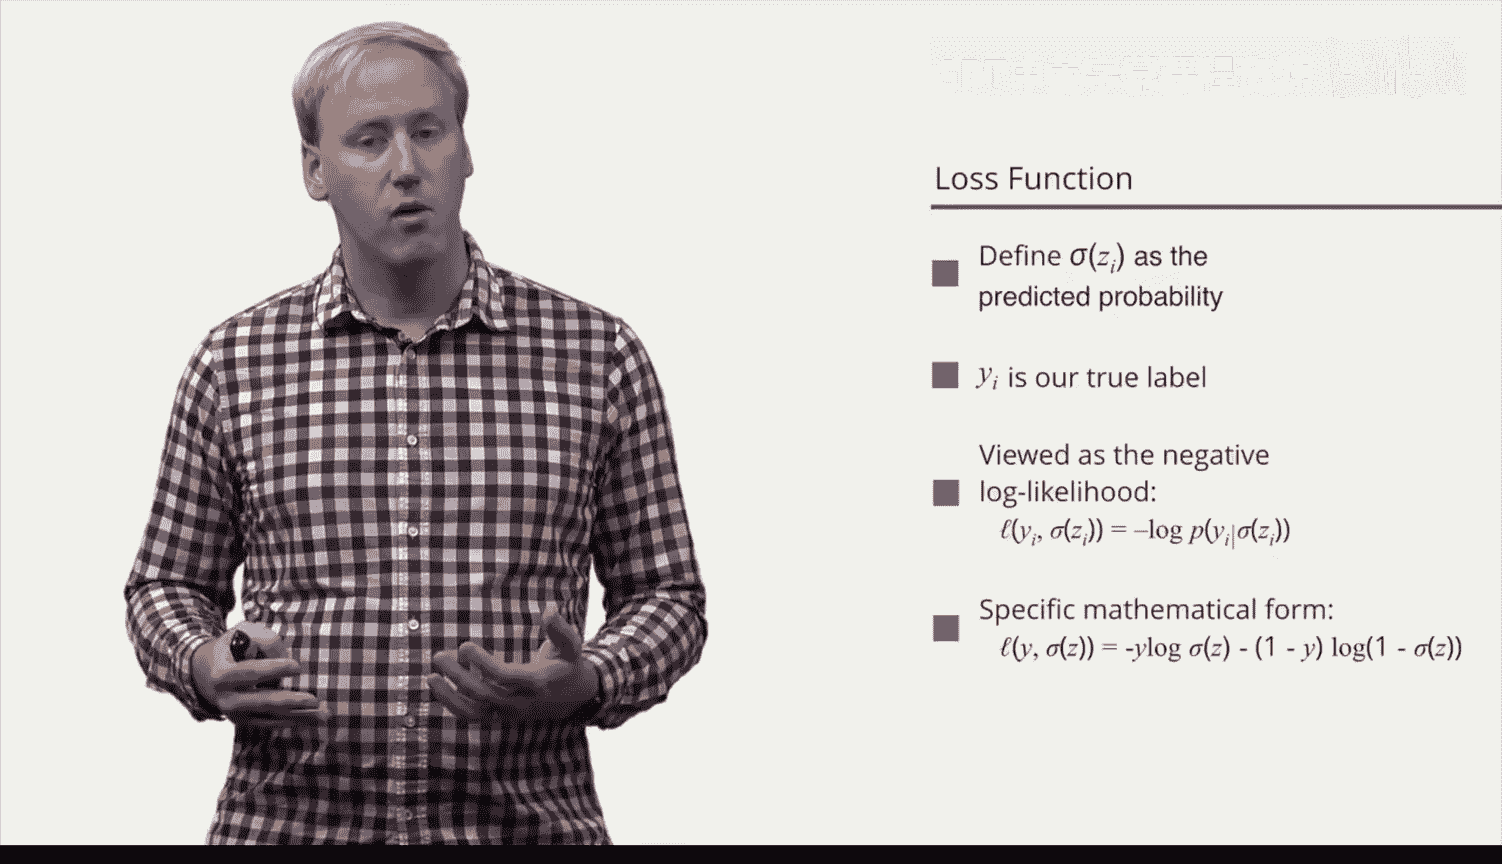 Loss Function
Define σ(zᵢ) as the
predicted probability
yᵢ is our true label
Viewed as the negative
log-likelihood:
ℓ(yᵢ, σ(zᵢ)) = –log p(yᵢ|σ(zᵢ))
Specific mathematical form:
ℓ(y, σ(z)) = -ylog σ(z) - (1 - y) log(1 - σ(z))